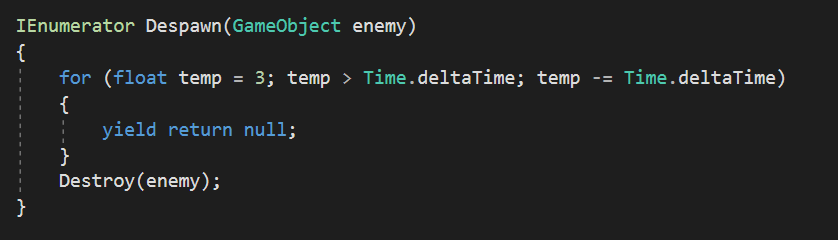 IEnumerator Despawn(GameObject enemy)
{
for (float temp = 3; temp > Time.deltaTime; temp -= Time.deltaTime)
{
yield return null;
}
Destroy(enemy);
}